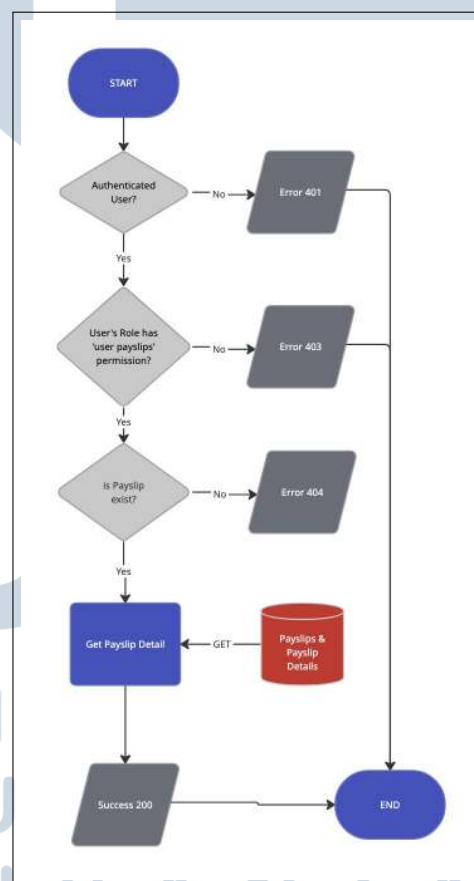 START
Authenticated
User?
No
Error 401
Yes
User's Role has
'user payslips'
permission?
No
Error 403
Yes
Is Payslip
exist?
No
Error 404
Yes
Get Payslip Detail
GET
Payslips &
Payslip
Details
Success 200
END